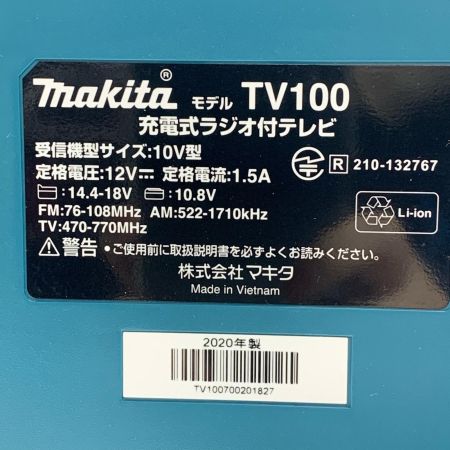 makita® モデル TV100
充電式ラジオ付テレビ
受信機型サイズ:10V型
定格電圧:12V⎓ 定格電流:1.5A
R 210-132767
:14.4-18V :10.8V
FM:76-108MHz AM:522-1710kHz
TV:470-770MHz
Li-ion
⚠警告 •ご使用前に取扱説明書を必ずよくお読みください。
株式会社マキタ
Made in Vietnam
2020年製
TV100700201827